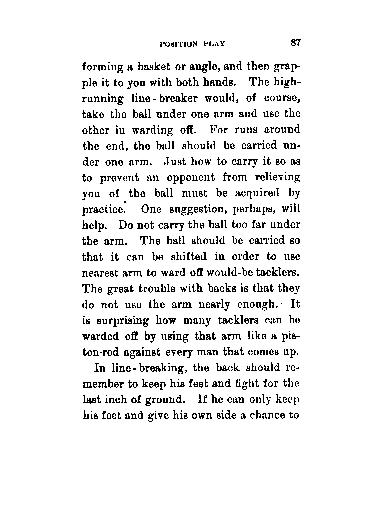 POSITION PLAY 87
forming a basket or angle, and then grap-
ple it to you with both hands. The high-
running line-breaker would, of course,
take the ball under one arm and use the
other in warding off. For runs around
the end, the ball should be carried un-
der one arm. Just how to carry it so as
to prevent an opponent from relieving
you of the ball must be acquired by
practice. One suggestion, perhaps, will
help. Do not carry the ball too far under
the arm. The ball should be carried so
that it can be shifted in order to use
nearest arm to ward off would-be tacklers.
The great trouble with backs is that they
do not use the arm nearly enough. It
is surprising how many tacklers can be
warded off by using that arm like a pis-
ton-rod against every man that comes up.
In line-breaking, the back should re-
member to keep his feet and fight for the
last inch of ground. If he can only keep
his feet and give his own side a chance to